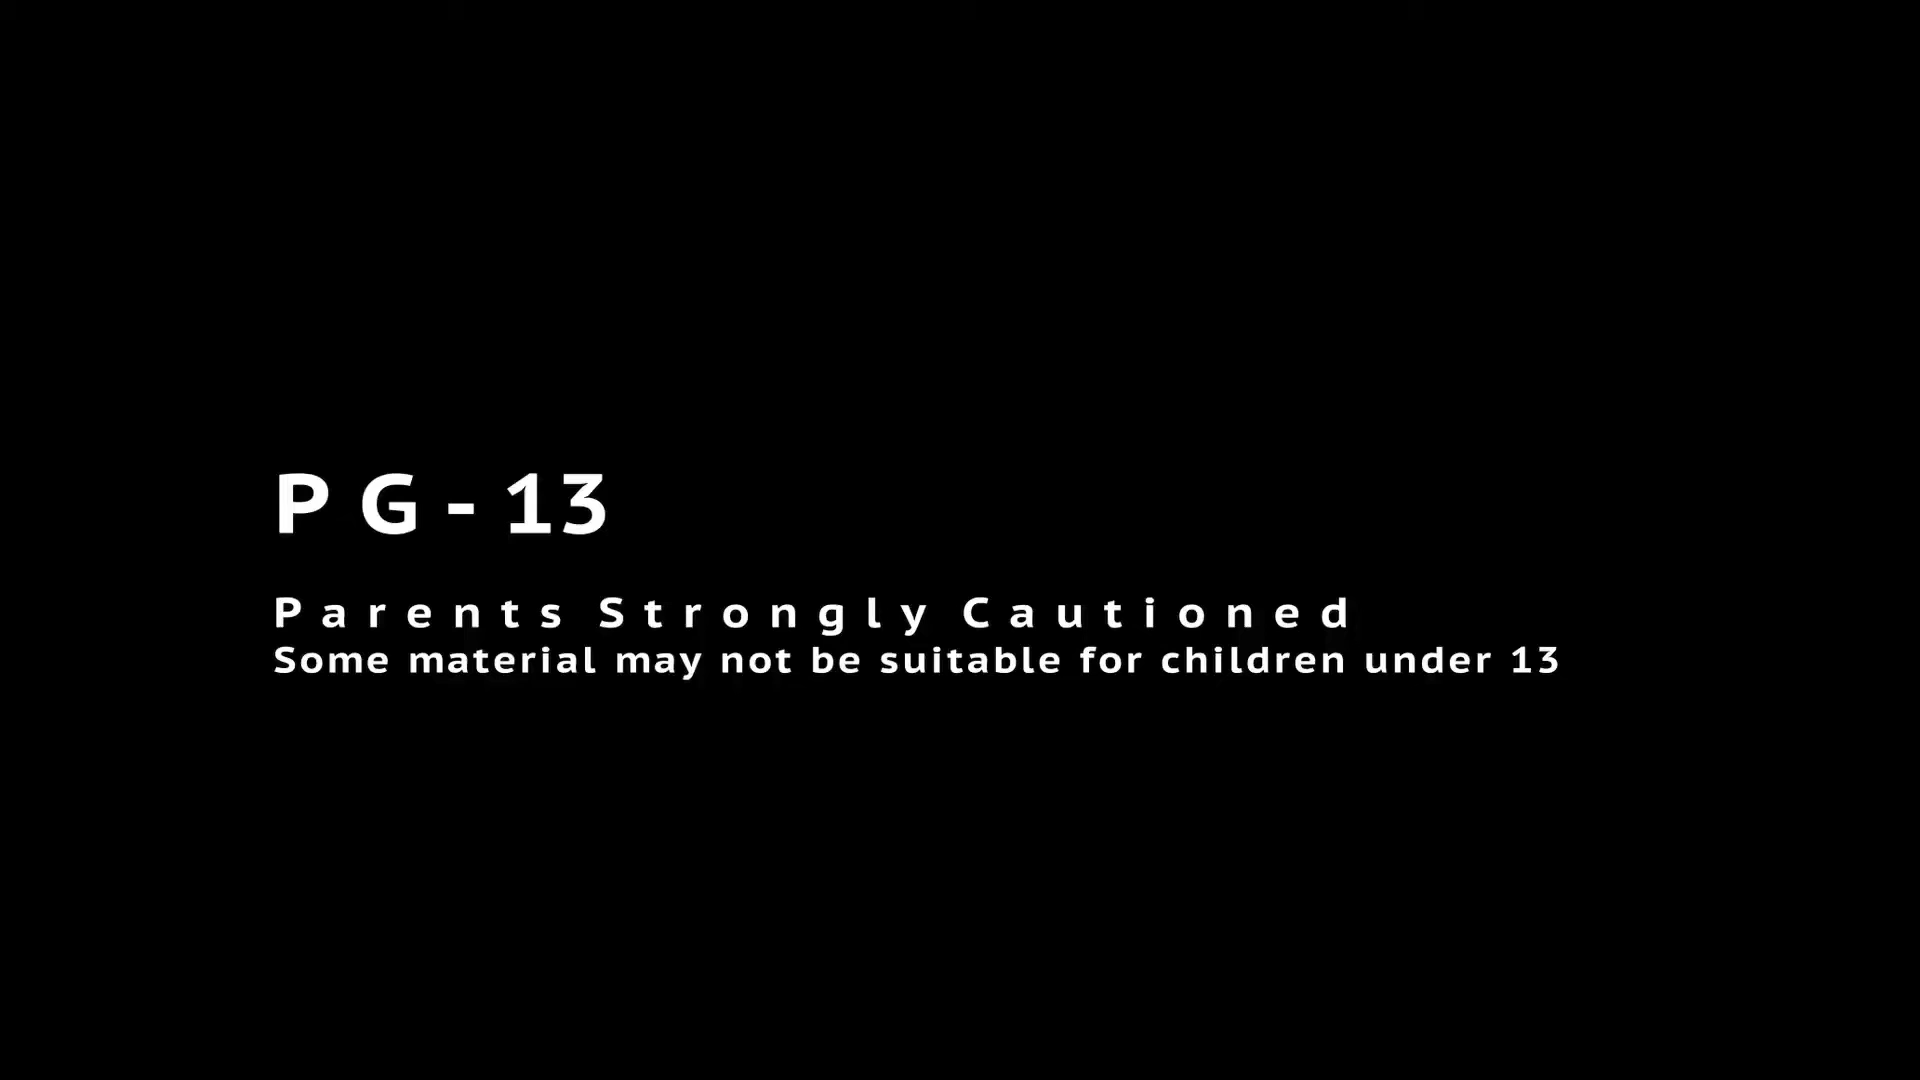 PG-13
Parents Strongly Cautioned
Some material may not be suitable for children under 13